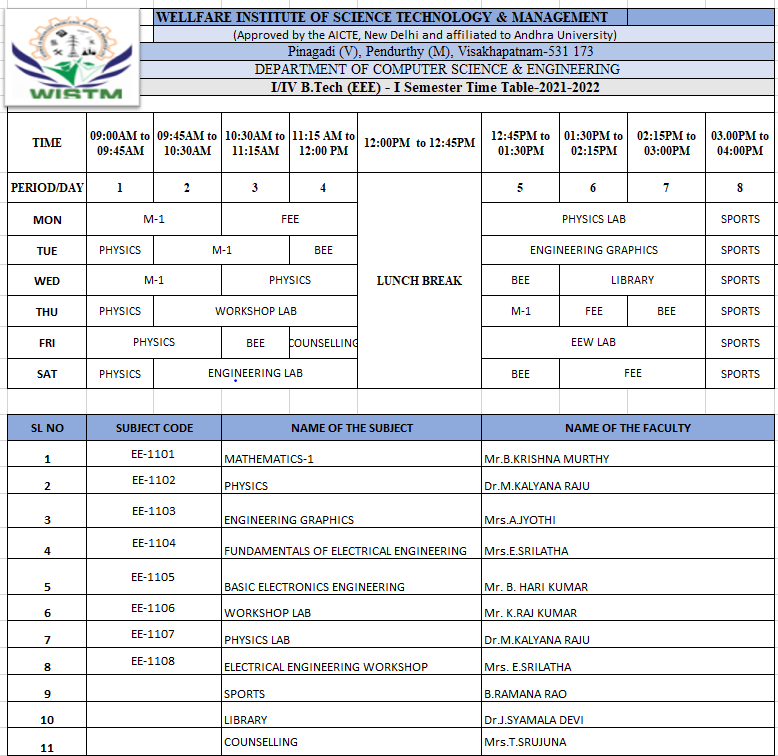 WISTM
WELLFARE INSTITUTE OF SCIENCE TECHNOLOGY & MANAGEMENT
(Approved by the AICTE, New Delhi and affiliated to Andhra University)
Pinagadi (V), Pendurthy (M), Visakhapatnam-531 173
DEPARTMENT OF COMPUTER SCIENCE & ENGINEERING
I/IV B.Tech (EEE) - I Semester Time Table-2021-2022
TIME 09:00AM to 09:45AM 09:45AM to 10:30AM 10:30AM to 11:15AM 11:15 AM to 12:00 PM 12:00PM to 12:45PM 12:45PM to 01:30PM 01:30PM to 02:15PM 02:15PM to 03:00PM 03.00PM to 04:00PM
PERIOD/DAY 1 2 3 4 5 6 7 8
MON M-1 FEE PHYSICS LAB SPORTS
TUE PHYSICS M-1 BEE ENGINEERING GRAPHICS SPORTS
WED M-1 PHYSICS LUNCH BREAK BEE LIBRARY SPORTS
THU PHYSICS WORKSHOP LAB M-1 FEE BEE SPORTS
FRI PHYSICS BEE COUNSELLING EEW LAB SPORTS
SAT PHYSICS ENGINEERING LAB BEE FEE SPORTS
SL NO SUBJECT CODE NAME OF THE SUBJECT NAME OF THE FACULTY
1 EE-1101 MATHEMATICS-1 Mr.B.KRISHNA MURTHY
2 EE-1102 PHYSICS Dr.M.KALYANA RAJU
3 EE-1103 ENGINEERING GRAPHICS Mrs.A.JYOTHI
4 EE-1104 FUNDAMENTALS OF ELECTRICAL ENGINEERING Mrs.E.SRILATHA
5 EE-1105 BASIC ELECTRONICS ENGINEERING Mr. B. HARI KUMAR
6 EE-1106 WORKSHOP LAB Mr. K.RAJ KUMAR
7 EE-1107 PHYSICS LAB Dr.M.KALYANA RAJU
8 EE-1108 ELECTRICAL ENGINEERING WORKSHOP Mrs. E.SRILATHA
9 SPORTS B.RAMANA RAO
10 LIBRARY Dr.J.SYAMALA DEVI
11 COUNSELLING Mrs.T.SRUJUNA